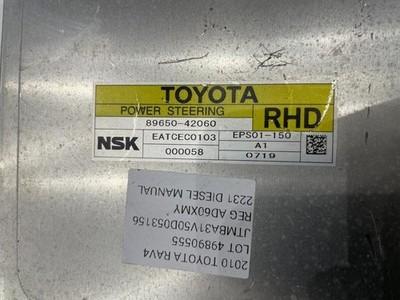 TOYOTA
POWER STEERING
RHD
89650-42060
NSK
EATCEC0103
EPS01-150
A1
000058
0719
2010 TOYOTA RAV4
LOT 49890555
JTMBA31V50D053156
REG AD60XMY
2231 DIESEL MANUAL